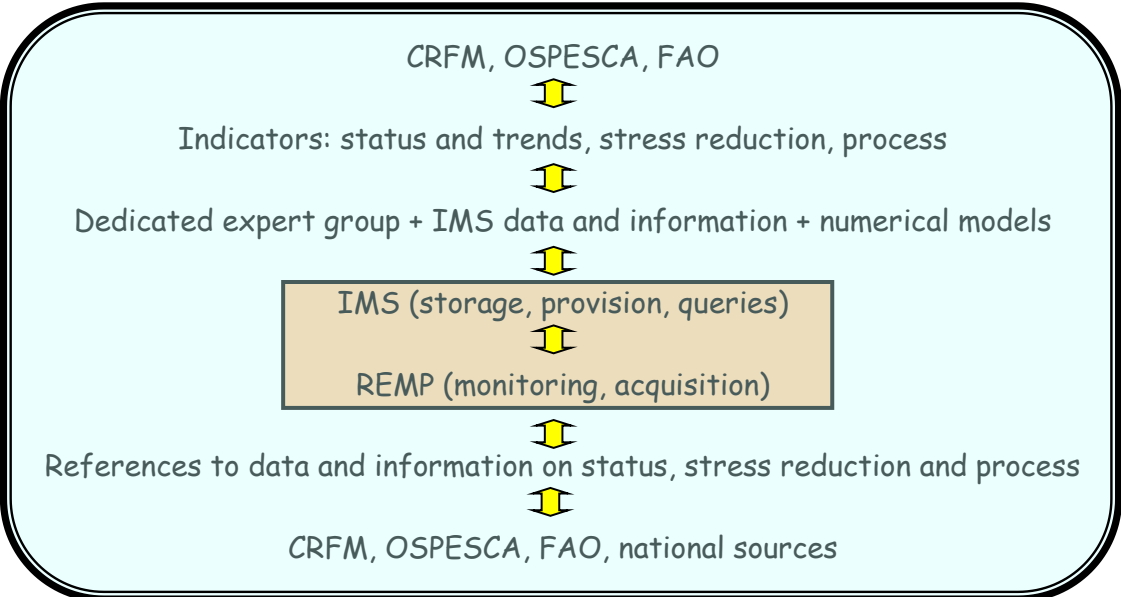 CRFM, OSPESCA, FAO
Indicators: status and trends, stress reduction, process
Dedicated expert group + IMS data and information + numerical models
IMS (storage, provision, queries)
REMP (monitoring, acquisition)
References to data and information on status, stress reduction and process
CRFM, OSPESCA, FAO, national sources